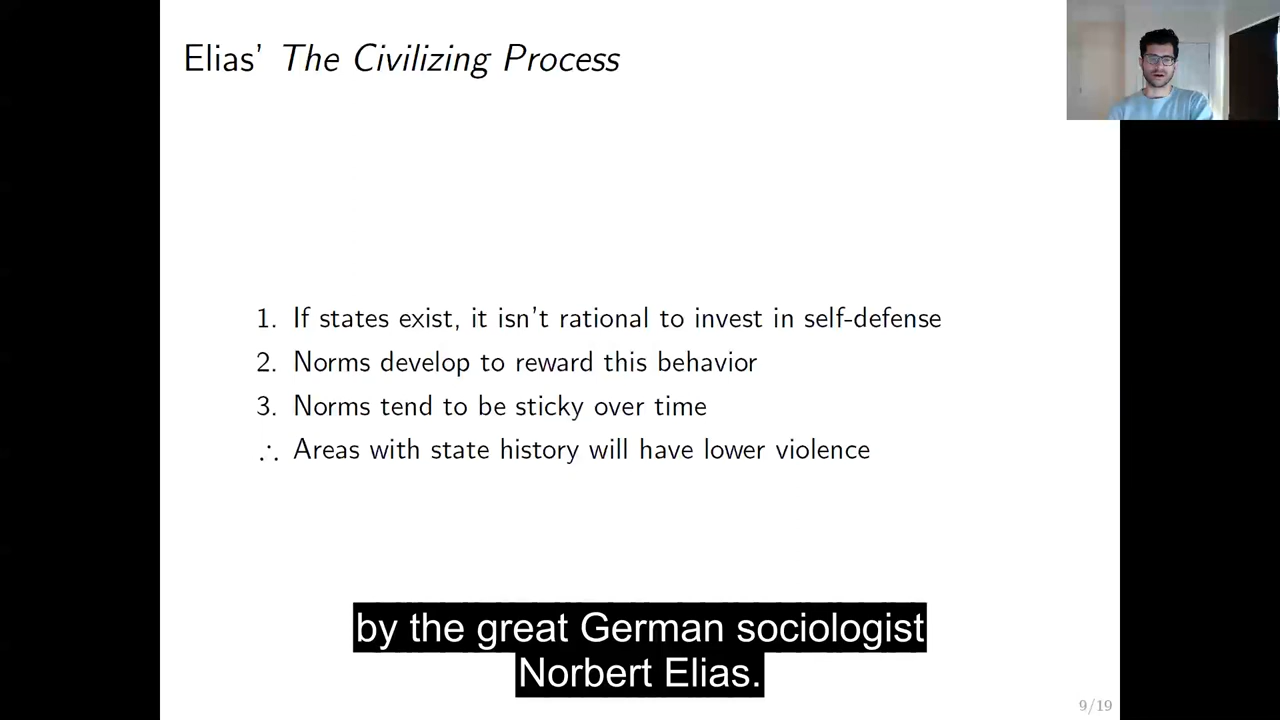 Elias' The Civilizing Process
1. If states exist, it isn't rational to invest in self-defense
2. Norms develop to reward this behavior
3. Norms tend to be sticky over time
∴ Areas with state history will have lower violence
by the great German sociologist
Norbert Elias.
9/19